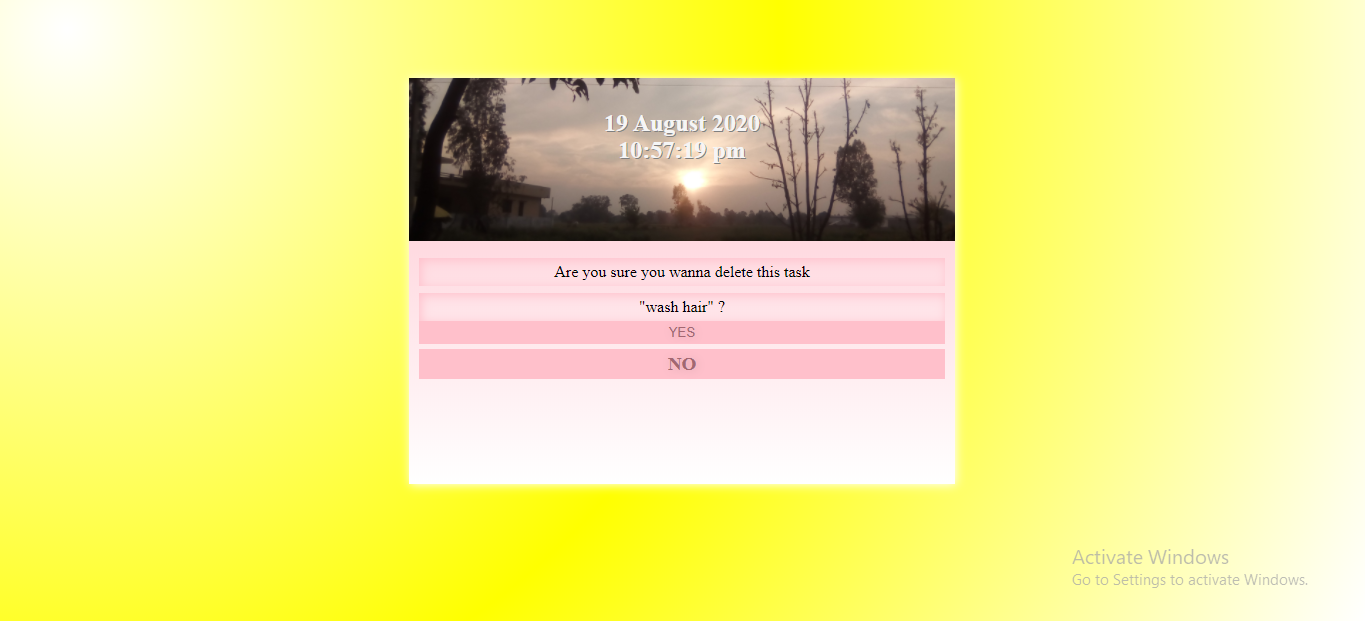 19 August 2020
10:57:19 pm
Are you sure you wanna delete this task
"wash hair" ?
YES
NO
Activate Windows
Go to Settings to activate Windows.